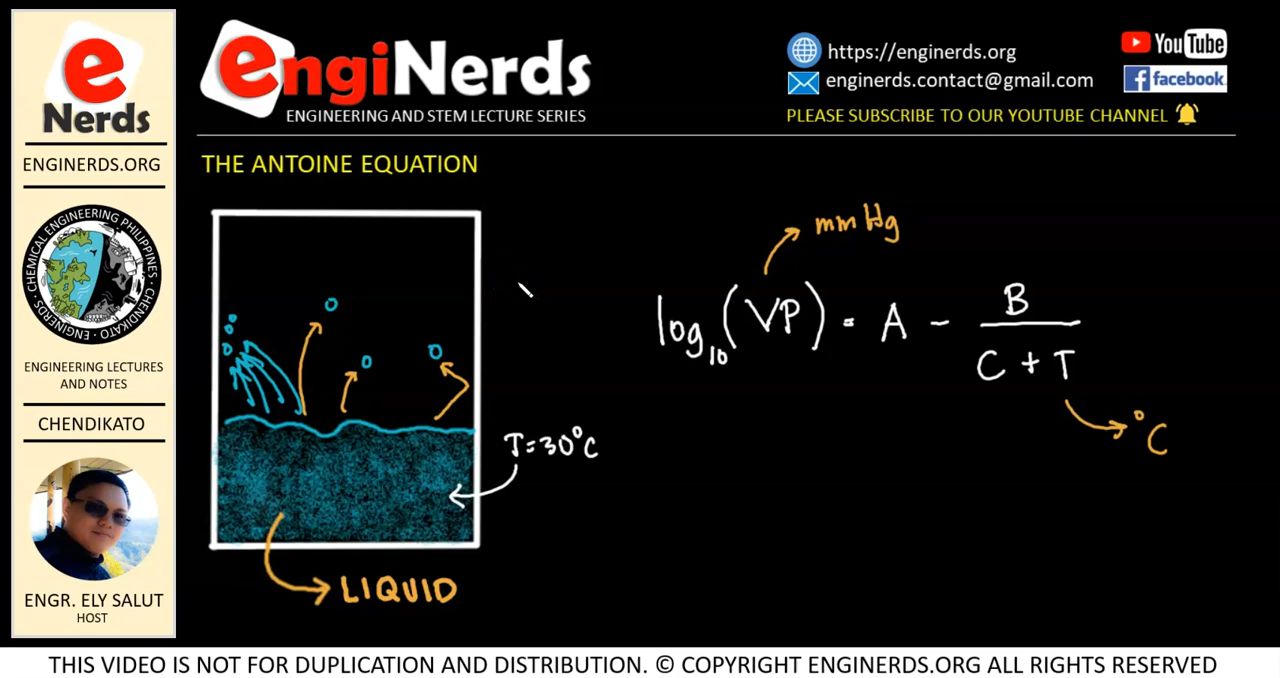 e
Nerds
ENGINERDS.ORG
CHEMICAL ENGINEERING PHILIPPINES
• CHENDIKATO • ENGINERDS •
ENGINEERING LECTURES
AND NOTES
CHENDIKATO
ENGR. ELY SALUT
HOST
engiNerds
ENGINEERING AND STEM LECTURE SERIES
https://enginerds.org
enginerds.contact@gmail.com
YouTube
facebook
PLEASE SUBSCRIBE TO OUR YOUTUBE CHANNEL
THE ANTOINE EQUATION
T=30°C
LIQUID
mmHg
log₁₀ (VP) = A - B / (C + T)
°C
THIS VIDEO IS NOT FOR DUPLICATION AND DISTRIBUTION. © COPYRIGHT ENGINERDS.ORG ALL RIGHTS RESERVED